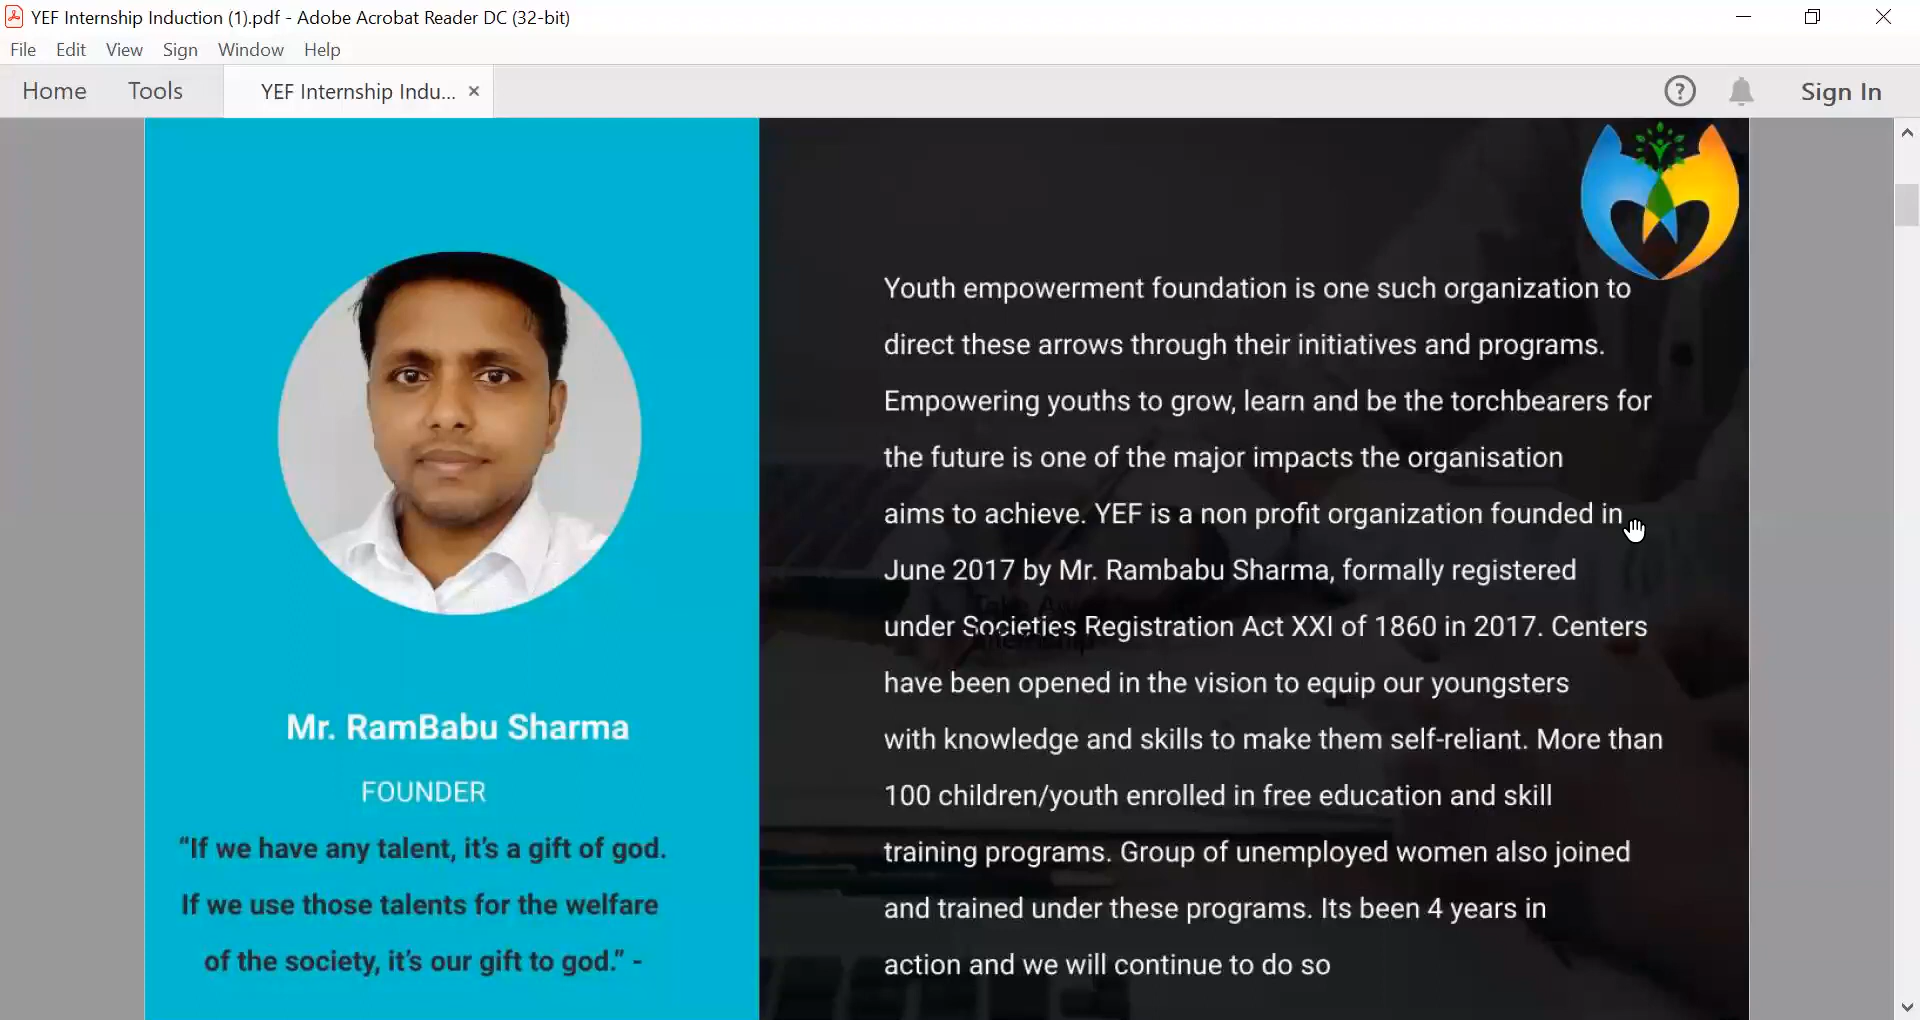 YEF Internship Induction (1).pdf - Adobe Acrobat Reader DC (32-bit)
File Edit View Sign Window Help
Home Tools YEF Internship Indu... × Sign In
Mr. RamBabu Sharma
FOUNDER
“If we have any talent, it’s a gift of god.
If we use those talents for the welfare
of the society, it’s our gift to god.” -
Youth empowerment foundation is one such organization to
direct these arrows through their initiatives and programs.
Empowering youths to grow, learn and be the torchbearers for
the future is one of the major impacts the organisation
aims to achieve. YEF is a non profit organization founded in
June 2017 by Mr. Rambabu Sharma, formally registered
under Societies Registration Act XXI of 1860 in 2017. Centers
have been opened in the vision to equip our youngsters
with knowledge and skills to make them self-reliant. More than
100 children/youth enrolled in free education and skill
training programs. Group of unemployed women also joined
and trained under these programs. Its been 4 years in
action and we will continue to do so